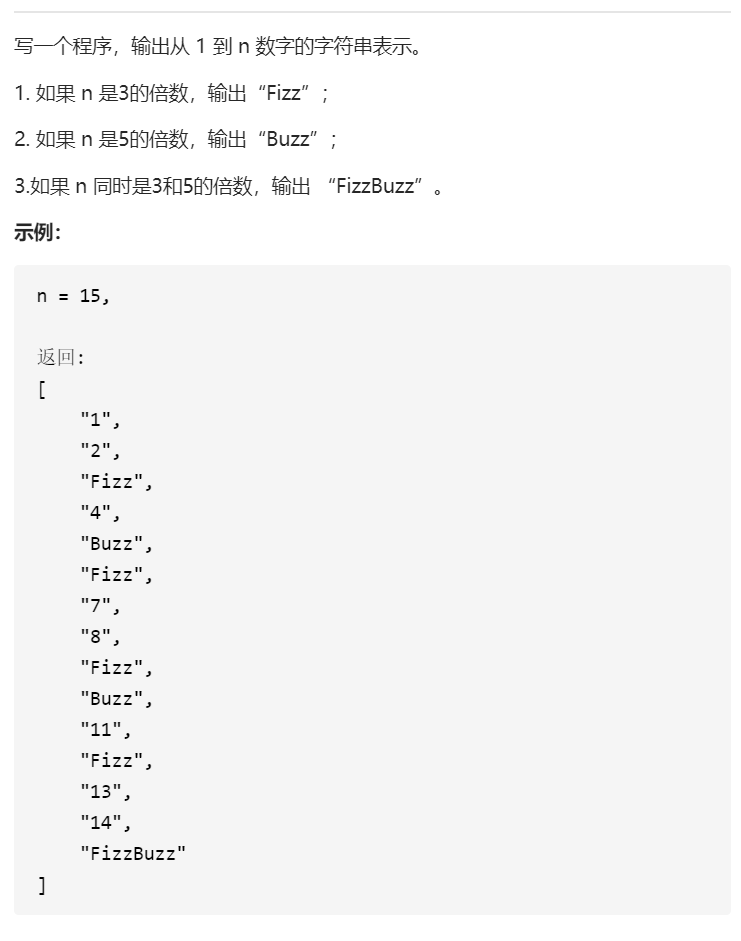 写一个程序，输出从 1 到 n 数字的字符串表示。
1. 如果 n 是3的倍数，输出“Fizz”；
2. 如果 n 是5的倍数，输出“Buzz”；
3.如果 n 同时是3和5的倍数，输出 “FizzBuzz”。
示例：
n = 15,
返回:
[
    "1",
    "2",
    "Fizz",
    "4",
    "Buzz",
    "Fizz",
    "7",
    "8",
    "Fizz",
    "Buzz",
    "11",
    "Fizz",
    "13",
    "14",
    "FizzBuzz"
]